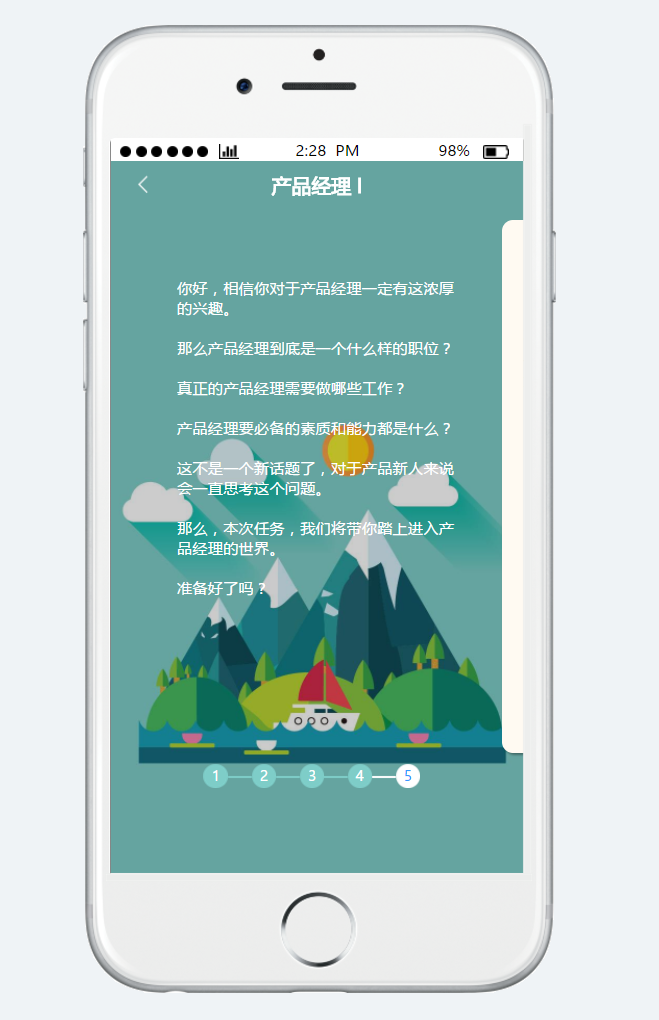 2:28 PM 98%
产品经理 I
你好，相信你对于产品经理一定有这浓厚
的兴趣。
那么产品经理到底是一个什么样的职位？
真正的产品经理需要做哪些工作？
产品经理要必备的素质和能力都是什么？
这不是一个新话题了，对于产品新人来说
会一直思考这个问题。
那么，本次任务，我们将带你踏上进入产
品经理的世界。
准备好了吗？
1 2 3 4 5